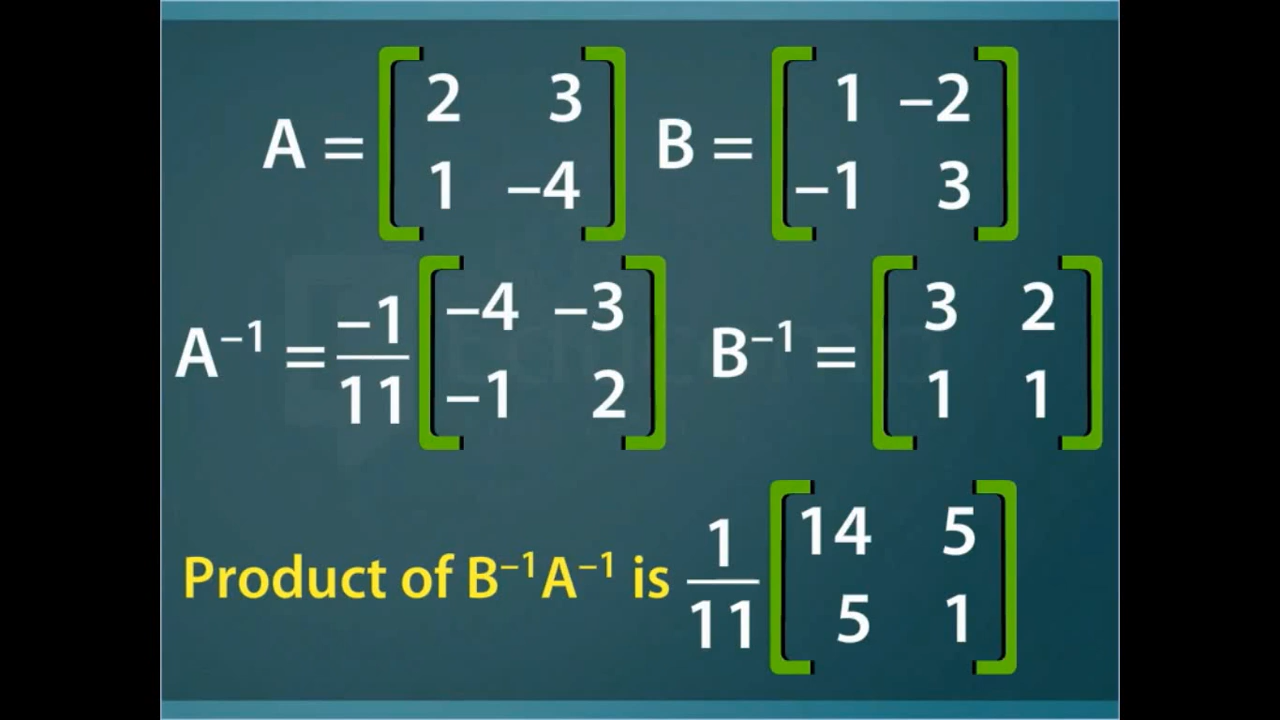 A = [ 2 3 B = [ 1 –2
1 –4 ] –1 3 ]
A⁻¹ = –1/11 [ –4 –3 B⁻¹ = [ 3 2
–1 2 ] 1 1 ]
Product of B⁻¹A⁻¹ is 1/11 [ 14 5
5 1 ]